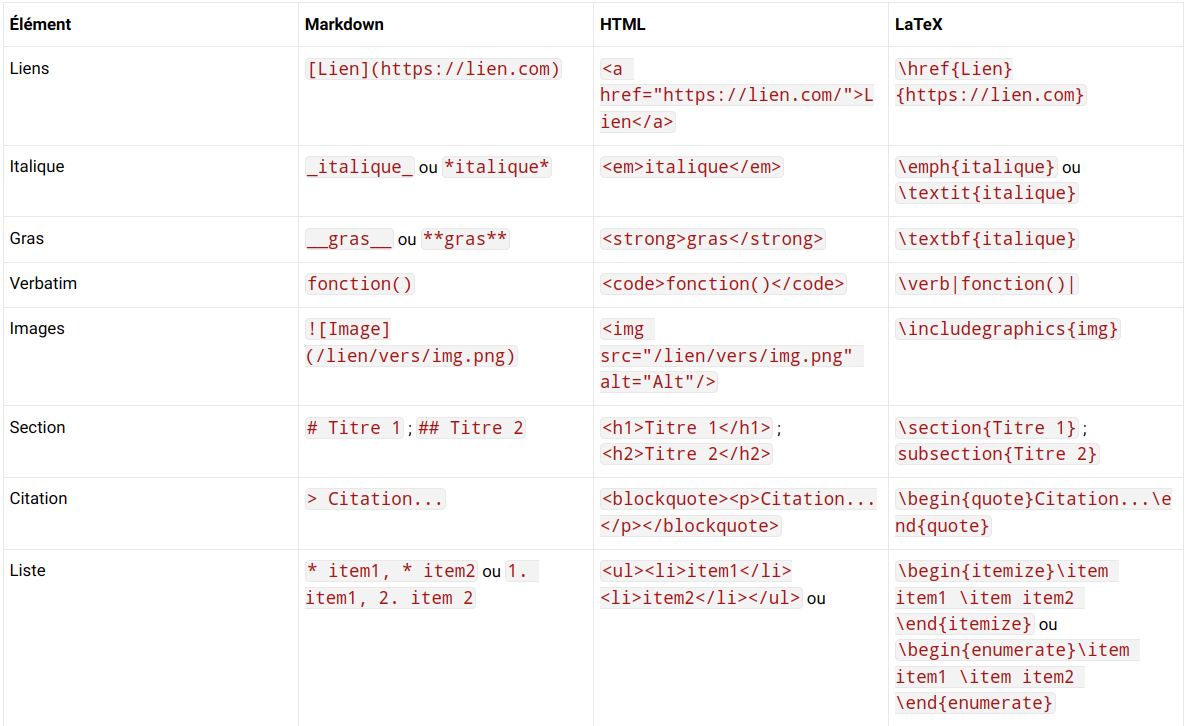 Élément Markdown HTML LaTeX
Liens [Lien](https://lien.com) <a href="https://lien.com/">Lien</a> \href{Lien}{https://lien.com}
Italique _italique_ ou *italique* <em>italique</em> \emph{italique} ou \textit{italique}
Gras __gras__ ou **gras** <strong>gras</strong> \textbf{italique}
Verbatim fonction() <code>fonction()</code> \verb|fonction()|
Images ![Image](/lien/vers/img.png) <img src="/lien/vers/img.png" alt="Alt"/> \includegraphics{img}
Section # Titre 1 ; ## Titre 2 <h1>Titre 1</h1> ; <h2>Titre 2</h2> \section{Titre 1} ; subsection{Titre 2}
Citation > Citation... <blockquote><p>Citation...</p></blockquote> \begin{quote}Citation...\end{quote}
Liste * item1, * item2 ou 1. item1, 2. item 2 <ul><li>item1</li><li>item2</li></ul> ou \begin{itemize}\item item1 \item item2 \end{itemize} ou \begin{enumerate}\item item1 \item item2 \end{enumerate}